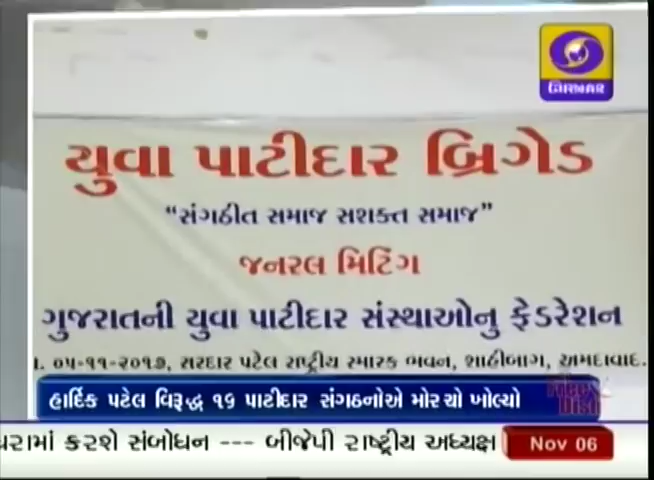 ગિરનાર
યુવા પાટીદાર બ્રિગેડ
“સંગઠીત સમાજ સશક્ત સમાજ”
જનરલ મિટિંગ
ગુજરાતની યુવા પાટીદાર સંસ્થાઓનુ ફેડરેશન
. ૦૫-૧૧-૨૦૧૭, સરદાર પટેલ રાષ્ટ્રીય સ્મારક ભવન, શાહીબાગ, અમદાવાદ.
હાર્દિક પટેલ વિરૂદ્ધ ૧૬ પાટીદાર સંગઠનોએ મોરચો ખોલ્યો
કરશે સંબોધન --- બીજેપી રાષ્ટ્રીય અધ્યક્ષ
Nov 06